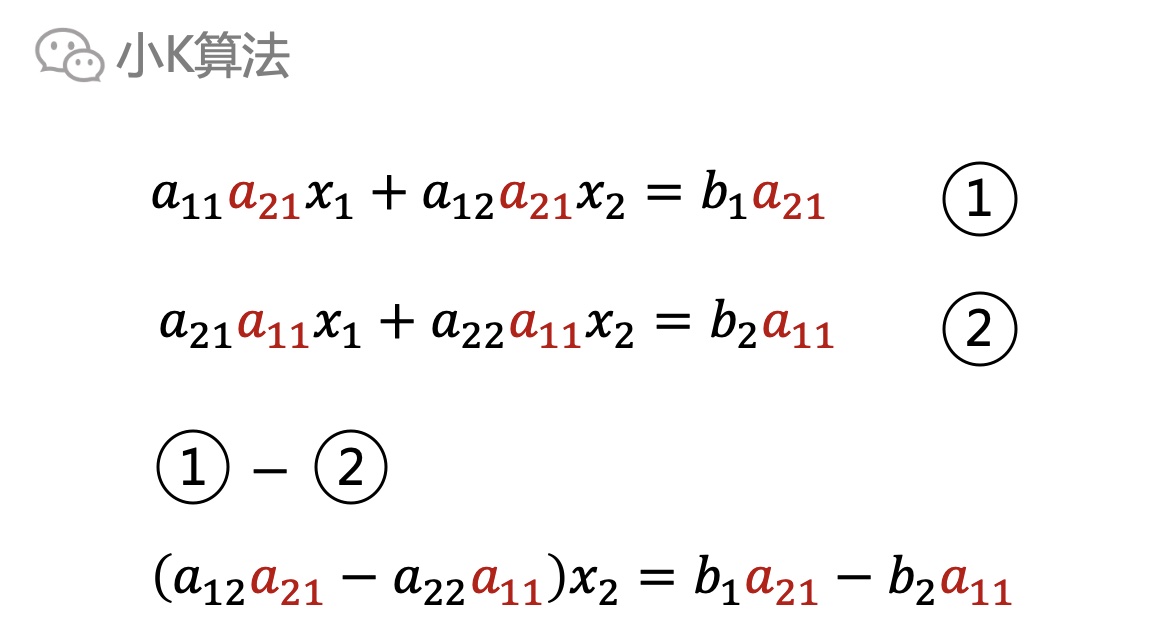 小K算法
a₁₁a₂₁x₁ + a₁₂a₂₁x₂ = b₁a₂₁ ①
a₂₁a₁₁x₁ + a₂₂a₁₁x₂ = b₂a₁₁ ②
① − ②
(a₁₂a₂₁ − a₂₂a₁₁)x₂ = b₁a₂₁ − b₂a₁₁